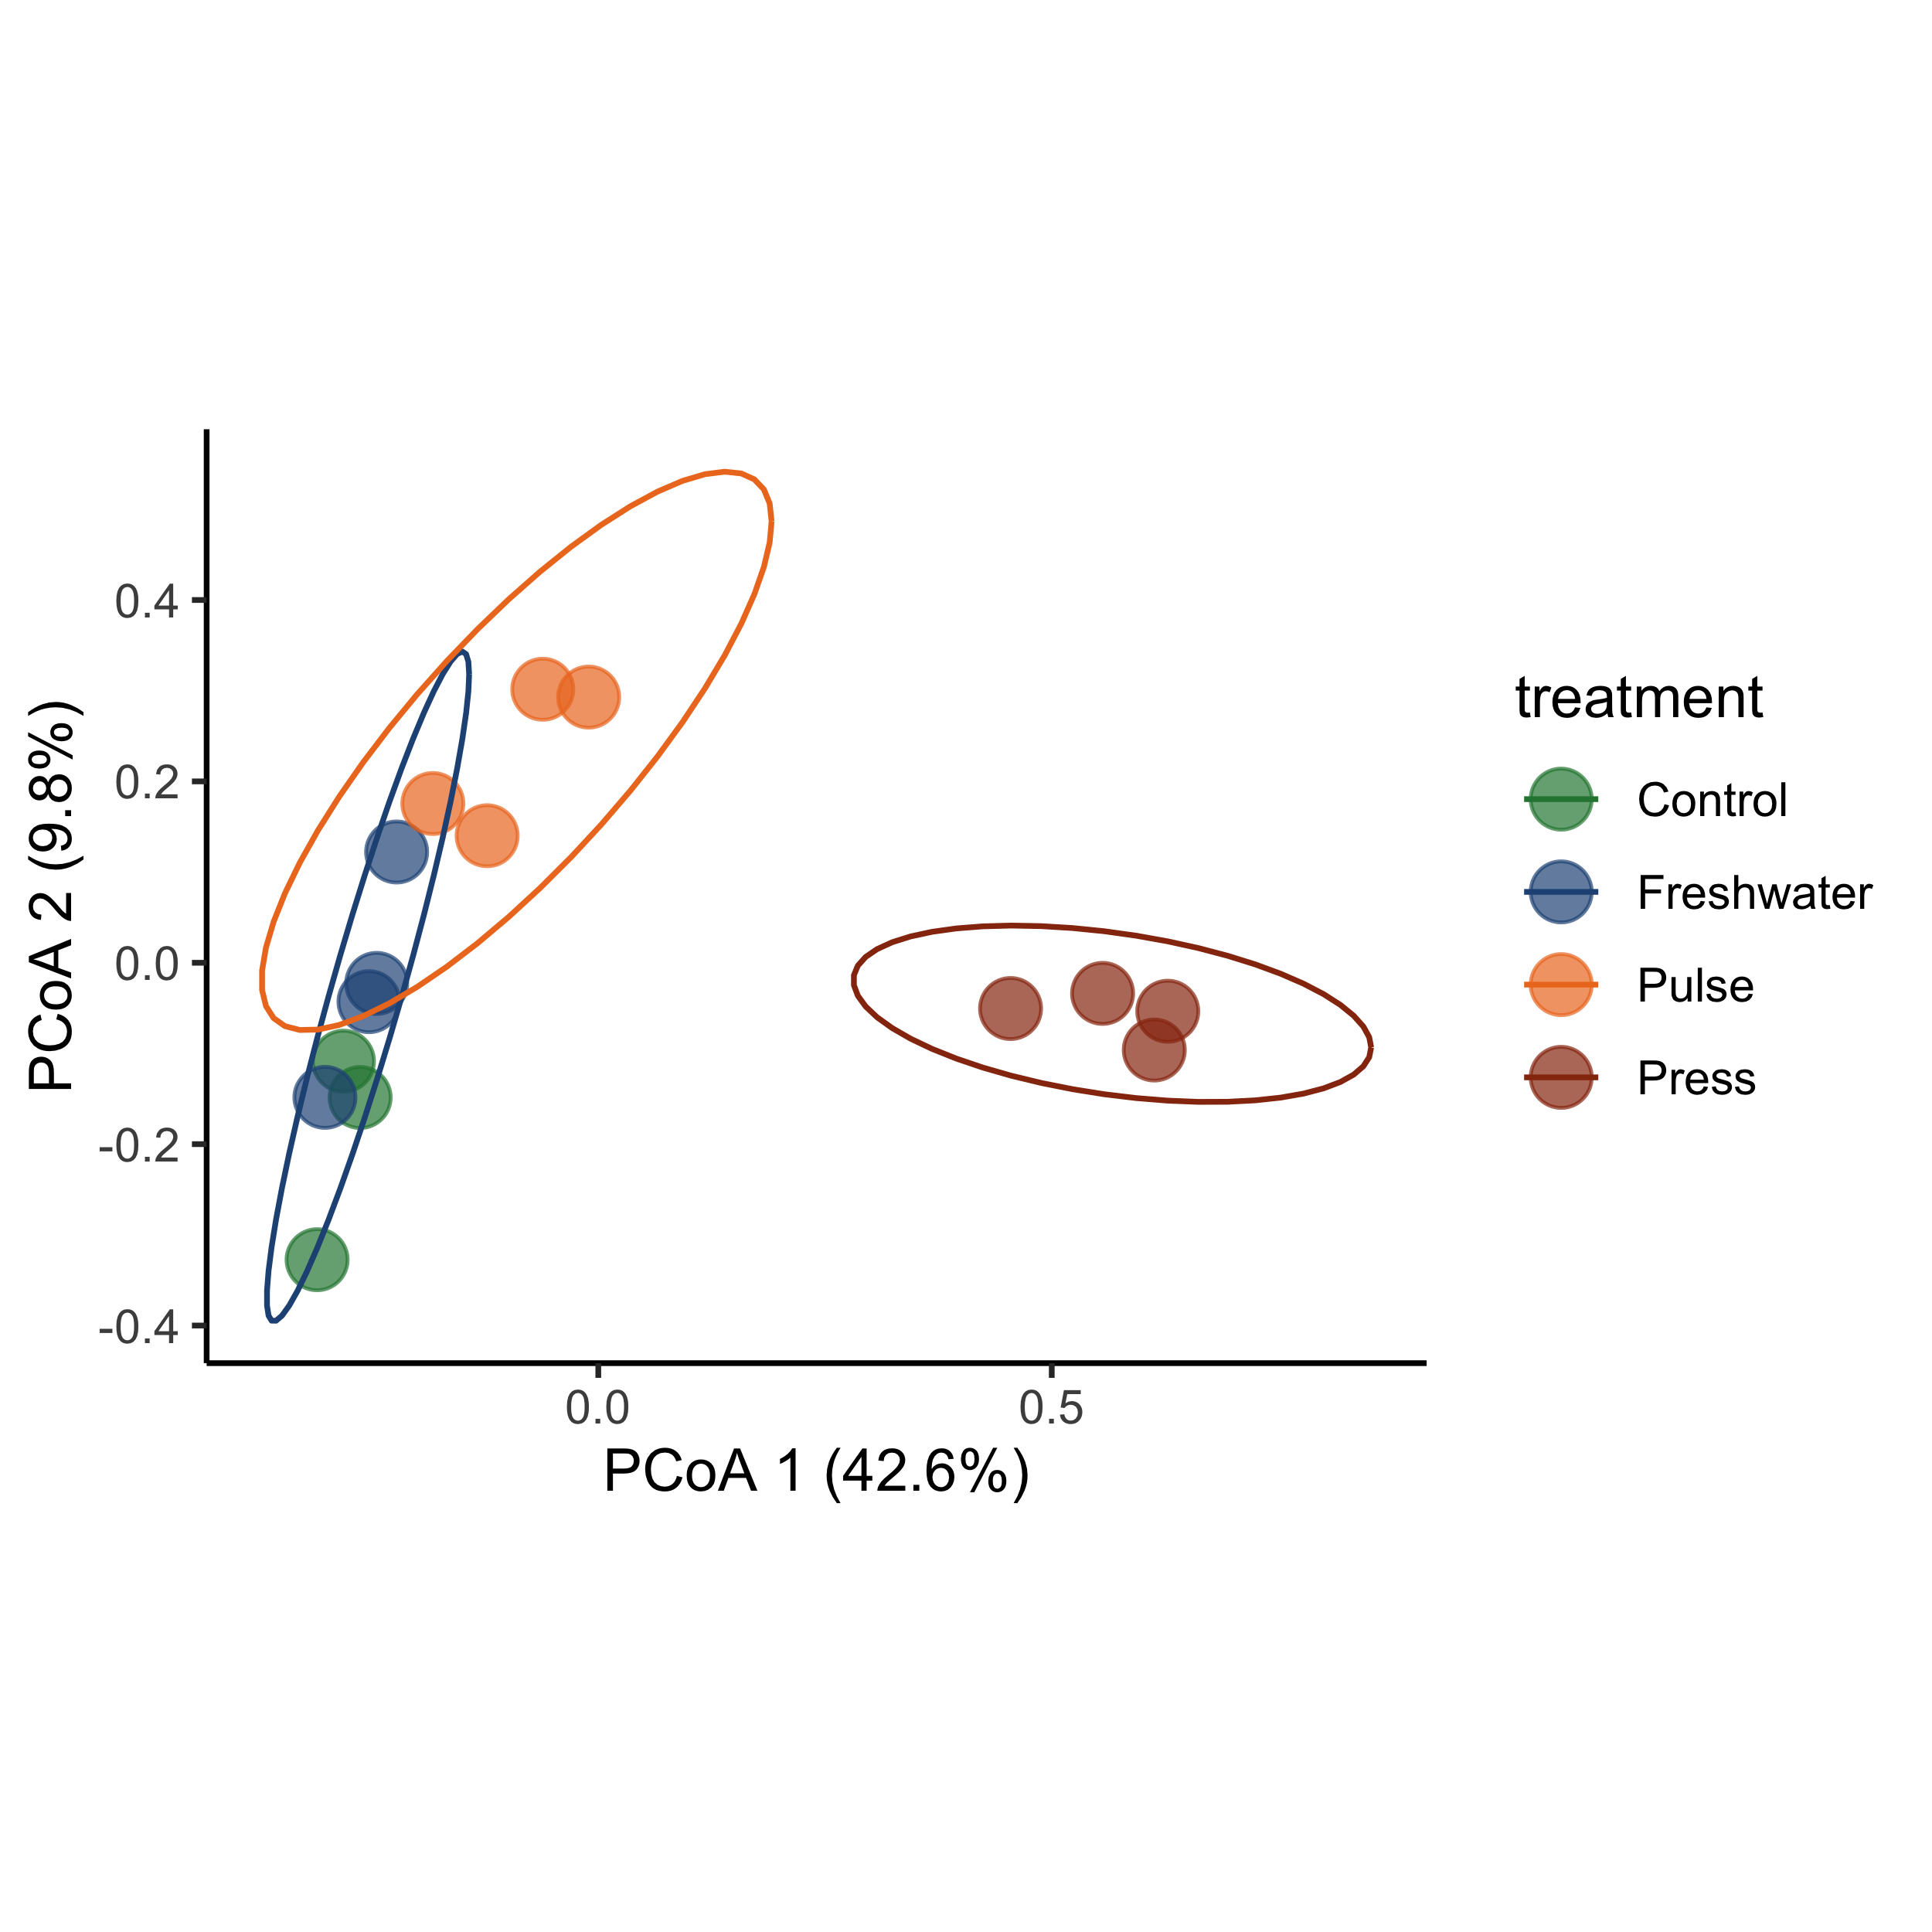 PCoA 2 (9.8%)
0.4
0.2
0.0
-0.2
-0.4
0.0
0.5
PCoA 1 (42.6%)
treatment
Control
Freshwater
Pulse
Press